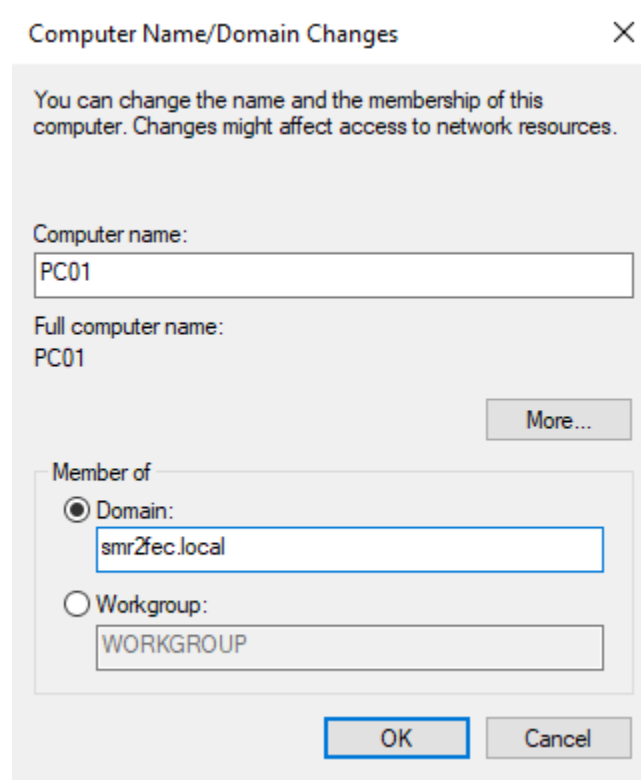 Computer Name/Domain Changes
You can change the name and the membership of this
computer. Changes might affect access to network resources.
Computer name:
PC01
Full computer name:
PC01
More...
Member of
Domain:
smr2fec.local
Workgroup:
WORKGROUP
OK
Cancel